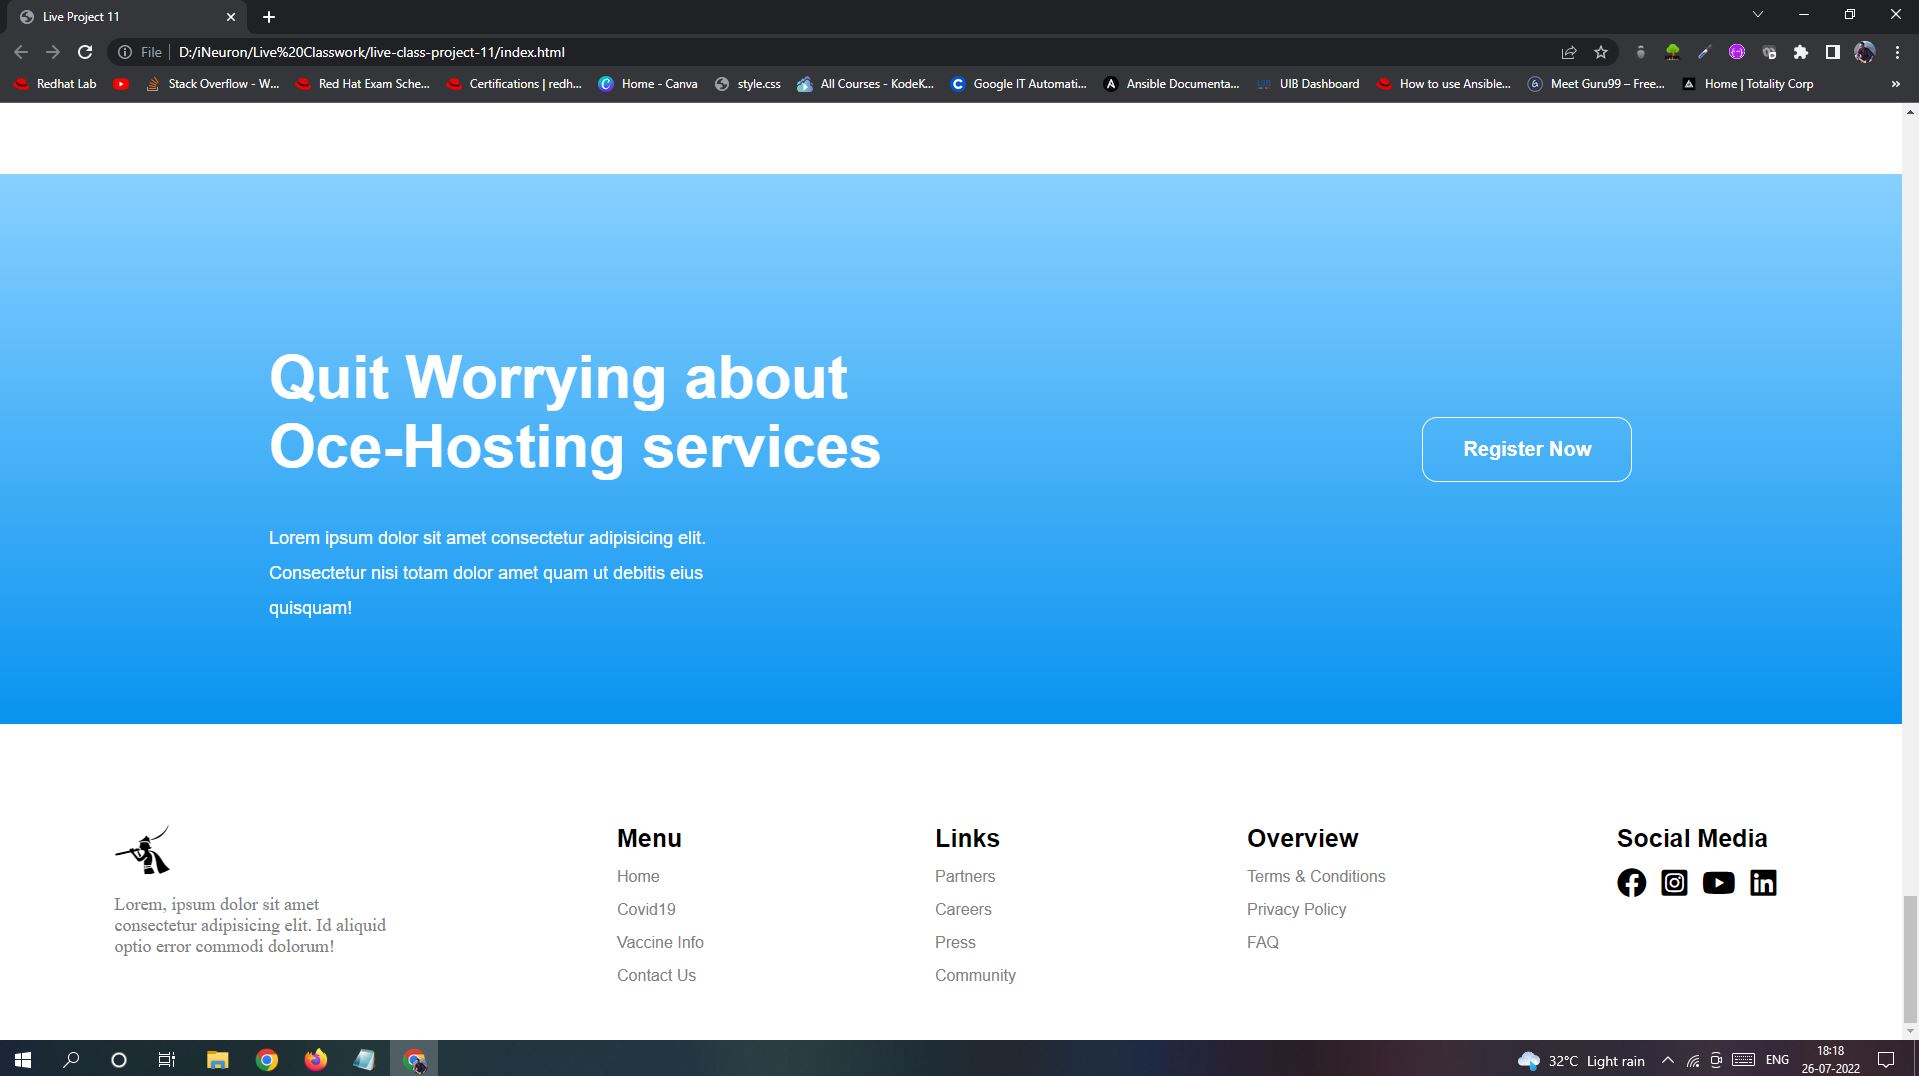 Live Project 11
File
D:/iNeuron/Live%20Classwork/live-class-project-11/index.html
Redhat Lab
Stack Overflow - W...
Red Hat Exam Sche...
Certifications | redh...
Home - Canva
style.css
All Courses - KodeK...
Google IT Automati...
Ansible Documenta...
UIB Dashboard
How to use Ansible...
Meet Guru99 – Free...
Home | Totality Corp
Quit Worrying about
Oce-Hosting services
Register Now
Lorem ipsum dolor sit amet consectetur adipisicing elit.
Consectetur nisi totam dolor amet quam ut debitis eius
quisquam!
Lorem, ipsum dolor sit amet
consectetur adipisicing elit. Id aliquid
optio error commodi dolorum!
Menu
Home
Covid19
Vaccine Info
Contact Us
Links
Partners
Careers
Press
Community
Overview
Terms & Conditions
Privacy Policy
FAQ
Social Media
32°C Light rain
ENG
18:18
26-07-2022